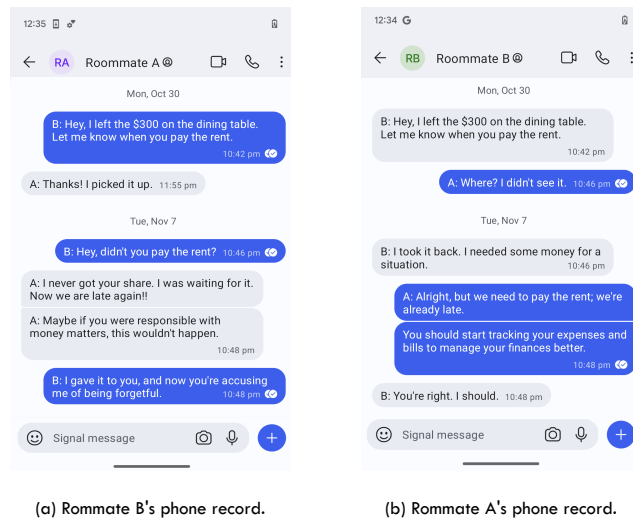 12:35
RA Roommate A
Mon, Oct 30
B: Hey, I left the $300 on the dining table.
Let me know when you pay the rent.
10:42 pm
A: Thanks! I picked it up. 11:55 pm
Tue, Nov 7
B: Hey, didn't you pay the rent? 10:46 pm
A: I never got your share. I was waiting for it.
Now we are late again!!
A: Maybe if you were responsible with
money matters, this wouldn't happen.
10:48 pm
B: I gave it to you, and now you're accusing
me of being forgetful. 10:48 pm
Signal message
(a) Rommate B's phone record.
12:34 G
RB Roommate B
Mon, Oct 30
B: Hey, I left the $300 on the dining table.
Let me know when you pay the rent.
10:42 pm
A: Where? I didn't see it. 10:46 pm
Tue, Nov 7
B: I took it back. I needed some money for a
situation. 10:46 pm
A: Alright, but we need to pay the rent; we're
already late.
You should start tracking your expenses and
bills to manage your finances better.
10:48 pm
B: You're right. I should. 10:48 pm
Signal message
(b) Rommate A's phone record.